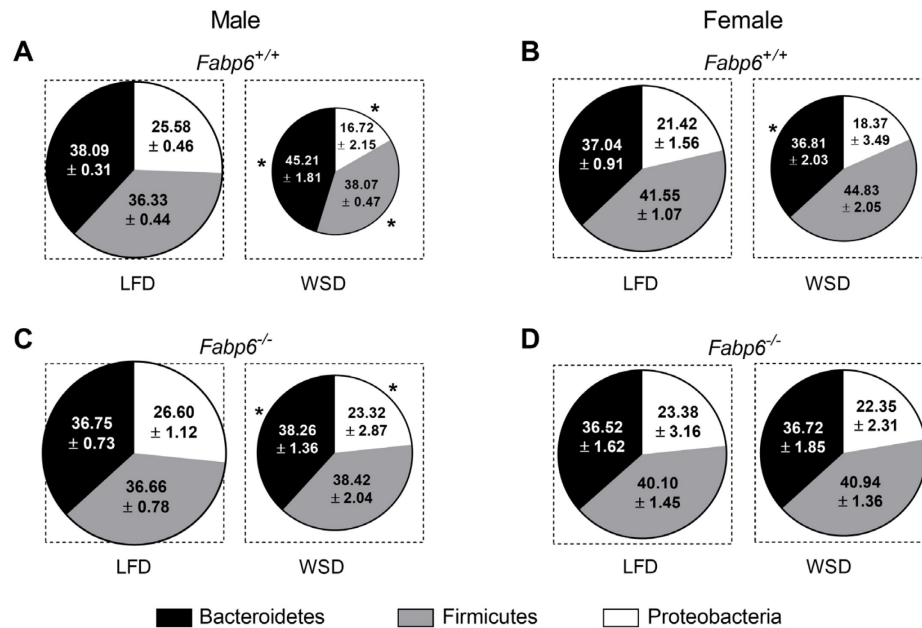 Male
Female
A
Fabp6+/+
38.09
± 0.31
25.58
± 0.46
36.33
± 0.44
LFD
*
*
*
45.21
± 1.81
16.72
± 2.15
38.07
± 0.47
WSD
B
Fabp6+/+
37.04
± 0.91
21.42
± 1.56
41.55
± 1.07
LFD
*
36.81
± 2.03
18.37
± 3.49
44.83
± 2.05
WSD
C
Fabp6-/-
36.75
± 0.73
26.60
± 1.12
36.66
± 0.78
LFD
*
*
38.26
± 1.36
23.32
± 2.87
38.42
± 2.04
WSD
D
Fabp6-/-
36.52
± 1.62
23.38
± 3.16
40.10
± 1.45
LFD
36.72
± 1.85
22.35
± 2.31
40.94
± 1.36
WSD
Bacteroidetes
Firmicutes
Proteobacteria